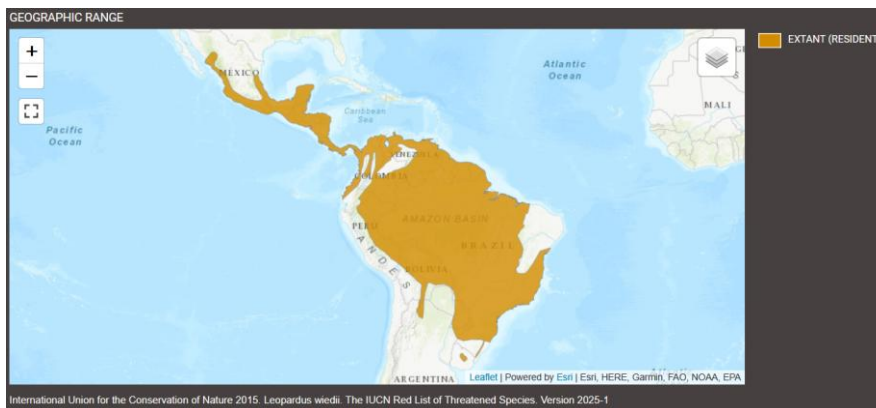 GEOGRAPHIC RANGE
+
−
EXTANT (RESIDENT
MÉXICO
Atlantic
Ocean
MALI
Caribbean
Sea
Pacific
Ocean
VENEZUELA
COLOMBIA
AMAZON BASIN
PERU
BRAZIL
ANDES
BOLIVIA
ARGENTINA
Leaflet | Powered by Esri | Esri, HERE, Garmin, FAO, NOAA, EPA
International Union for the Conservation of Nature 2015. Leopardus wiedii. The IUCN Red List of Threatened Species. Version 2025-1